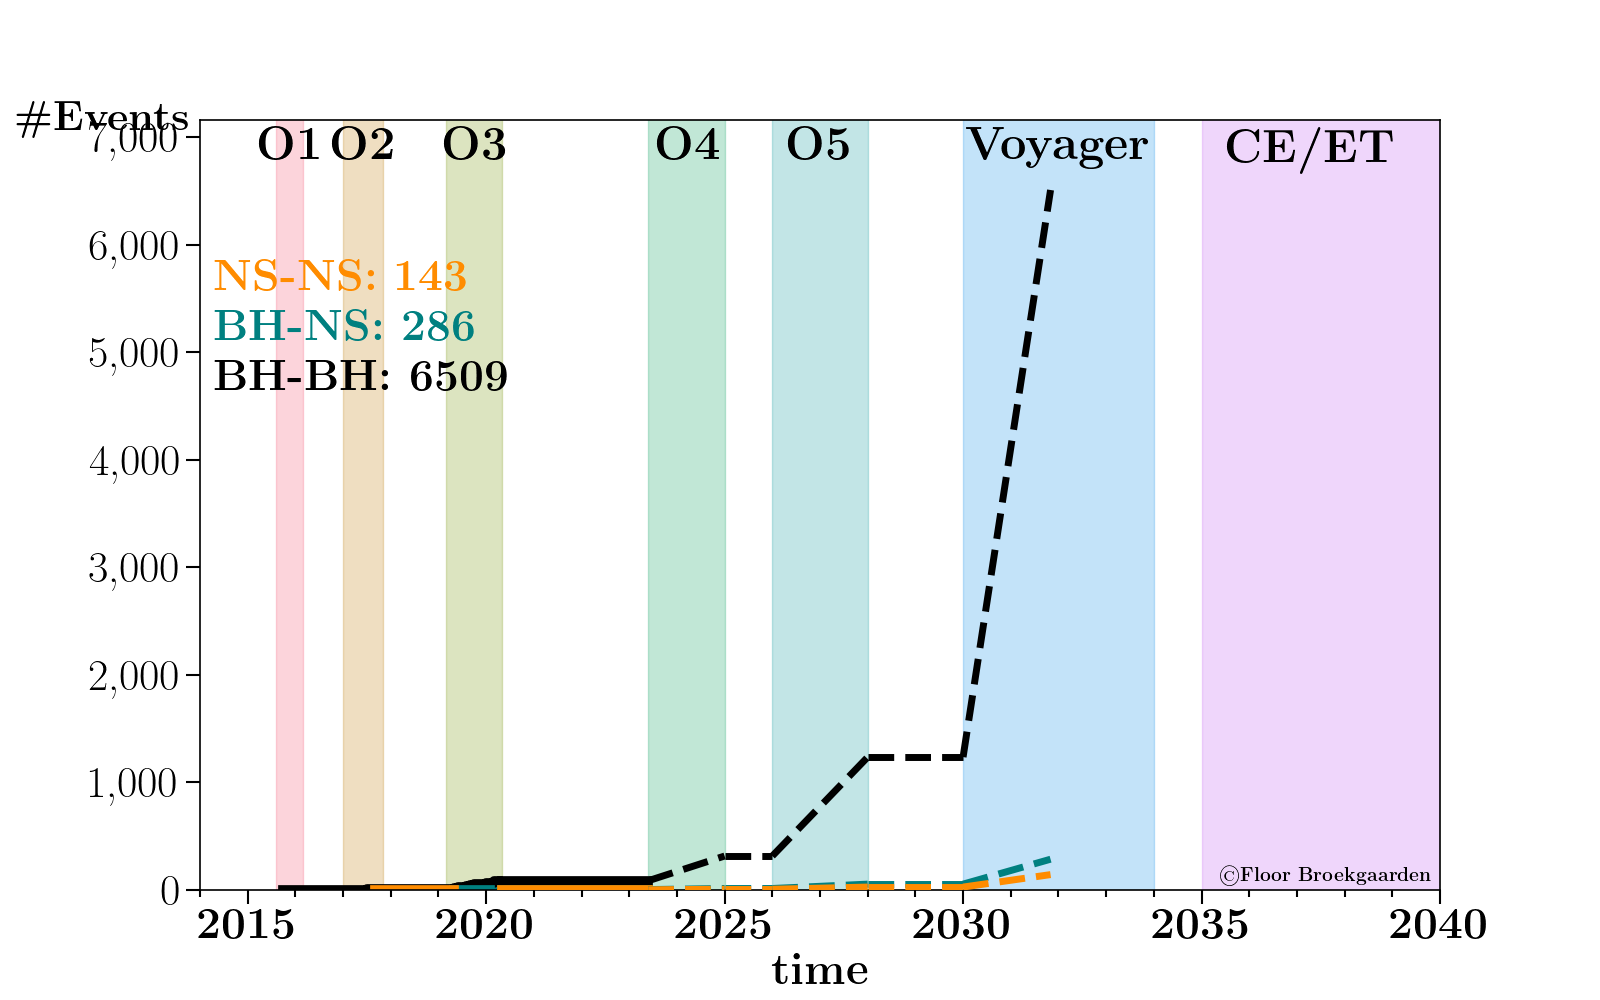 #Events
7,000
O1 O2 O3 O4 O5 Voyager CE/ET
6,000
NS-NS: 143
BH-NS: 286
5,000
BH-BH: 6509
4,000
3,000
2,000
1,000
©Floor Broekgaarden
0
2015 2020 2025 2030 2035 2040
time